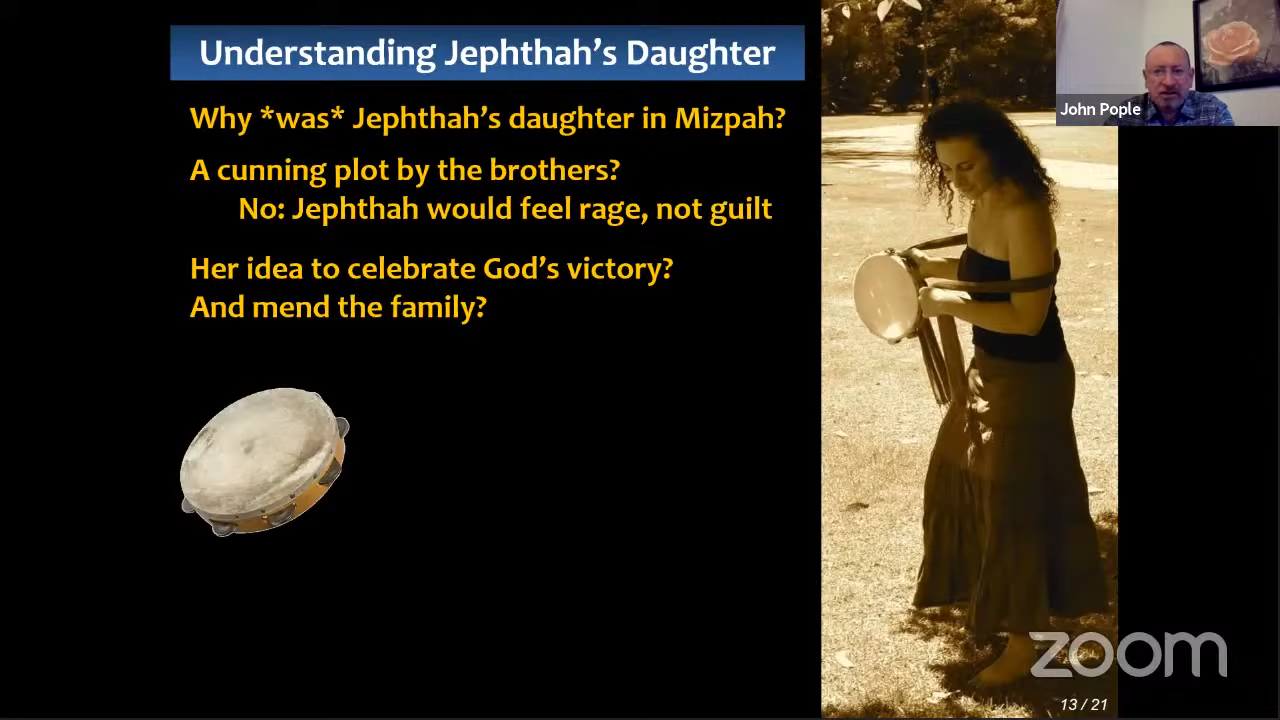 Understanding Jephthah's Daughter
Why *was* Jephthah's daughter in Mizpah?
A cunning plot by the brothers?
No: Jephthah would feel rage, not guilt
Her idea to celebrate God's victory?
And mend the family?
John Pople
zoom
13 / 21